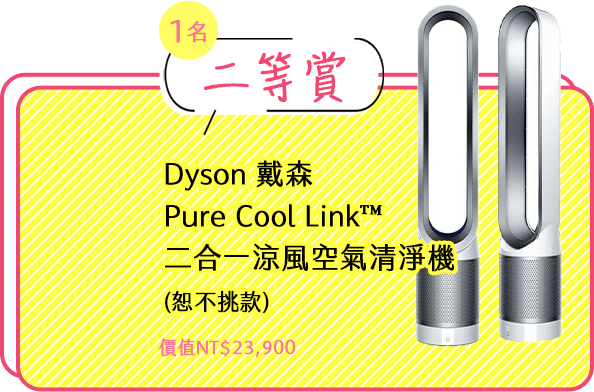 1名
二等賞
Dyson 戴森
Pure Cool Link™
二合一涼風空氣清淨機
(恕不挑款)
價值NT$23,900